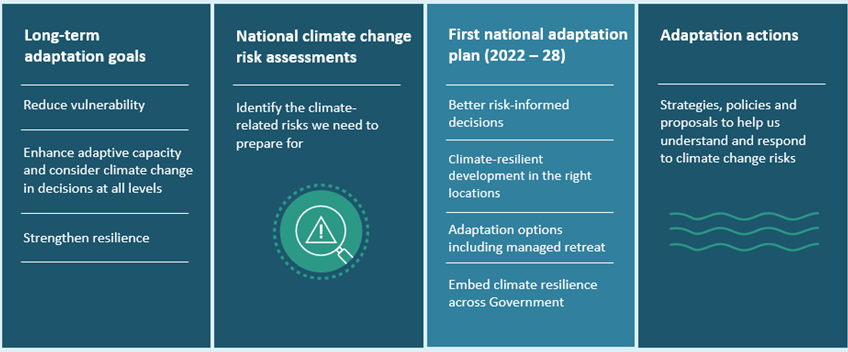 Long-term
adaptation goals
Reduce vulnerability
Enhance adaptive capacity
and consider climate change
in decisions at all levels
Strengthen resilience
National climate change
risk assessments
Identify the climate-
related risks we need to
prepare for
First national adaptation
plan (2022 – 28)
Better risk-informed
decisions
Climate-resilient
development in the right
locations
Adaptation options
including managed retreat
Embed climate resilience
across Government
Adaptation actions
Strategies, policies and
proposals to help us
understand and respond
to climate change risks